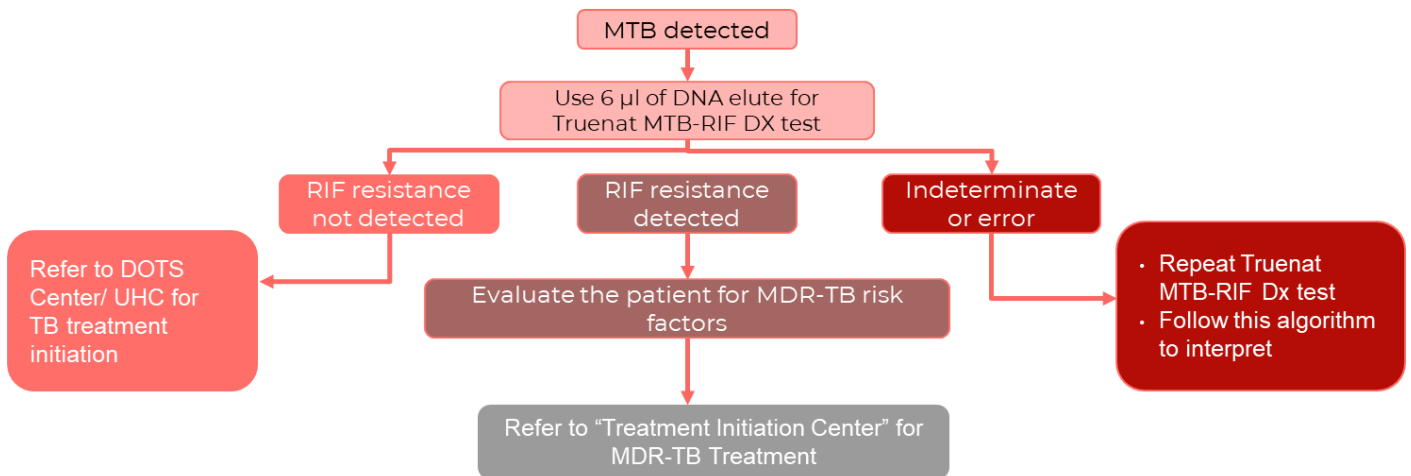 MTB detected
Use 6 µl of DNA elute for
Truenat MTB-RIF DX test
RIF resistance
not detected
RIF resistance
detected
Indeterminate
or error
Refer to DOTS
Center/ UHC for
TB treatment
initiation
Evaluate the patient for MDR-TB risk
factors
• Repeat Truenat
MTB-RIF Dx test
• Follow this algorithm
to interpret
Refer to “Treatment Initiation Center” for
MDR-TB Treatment